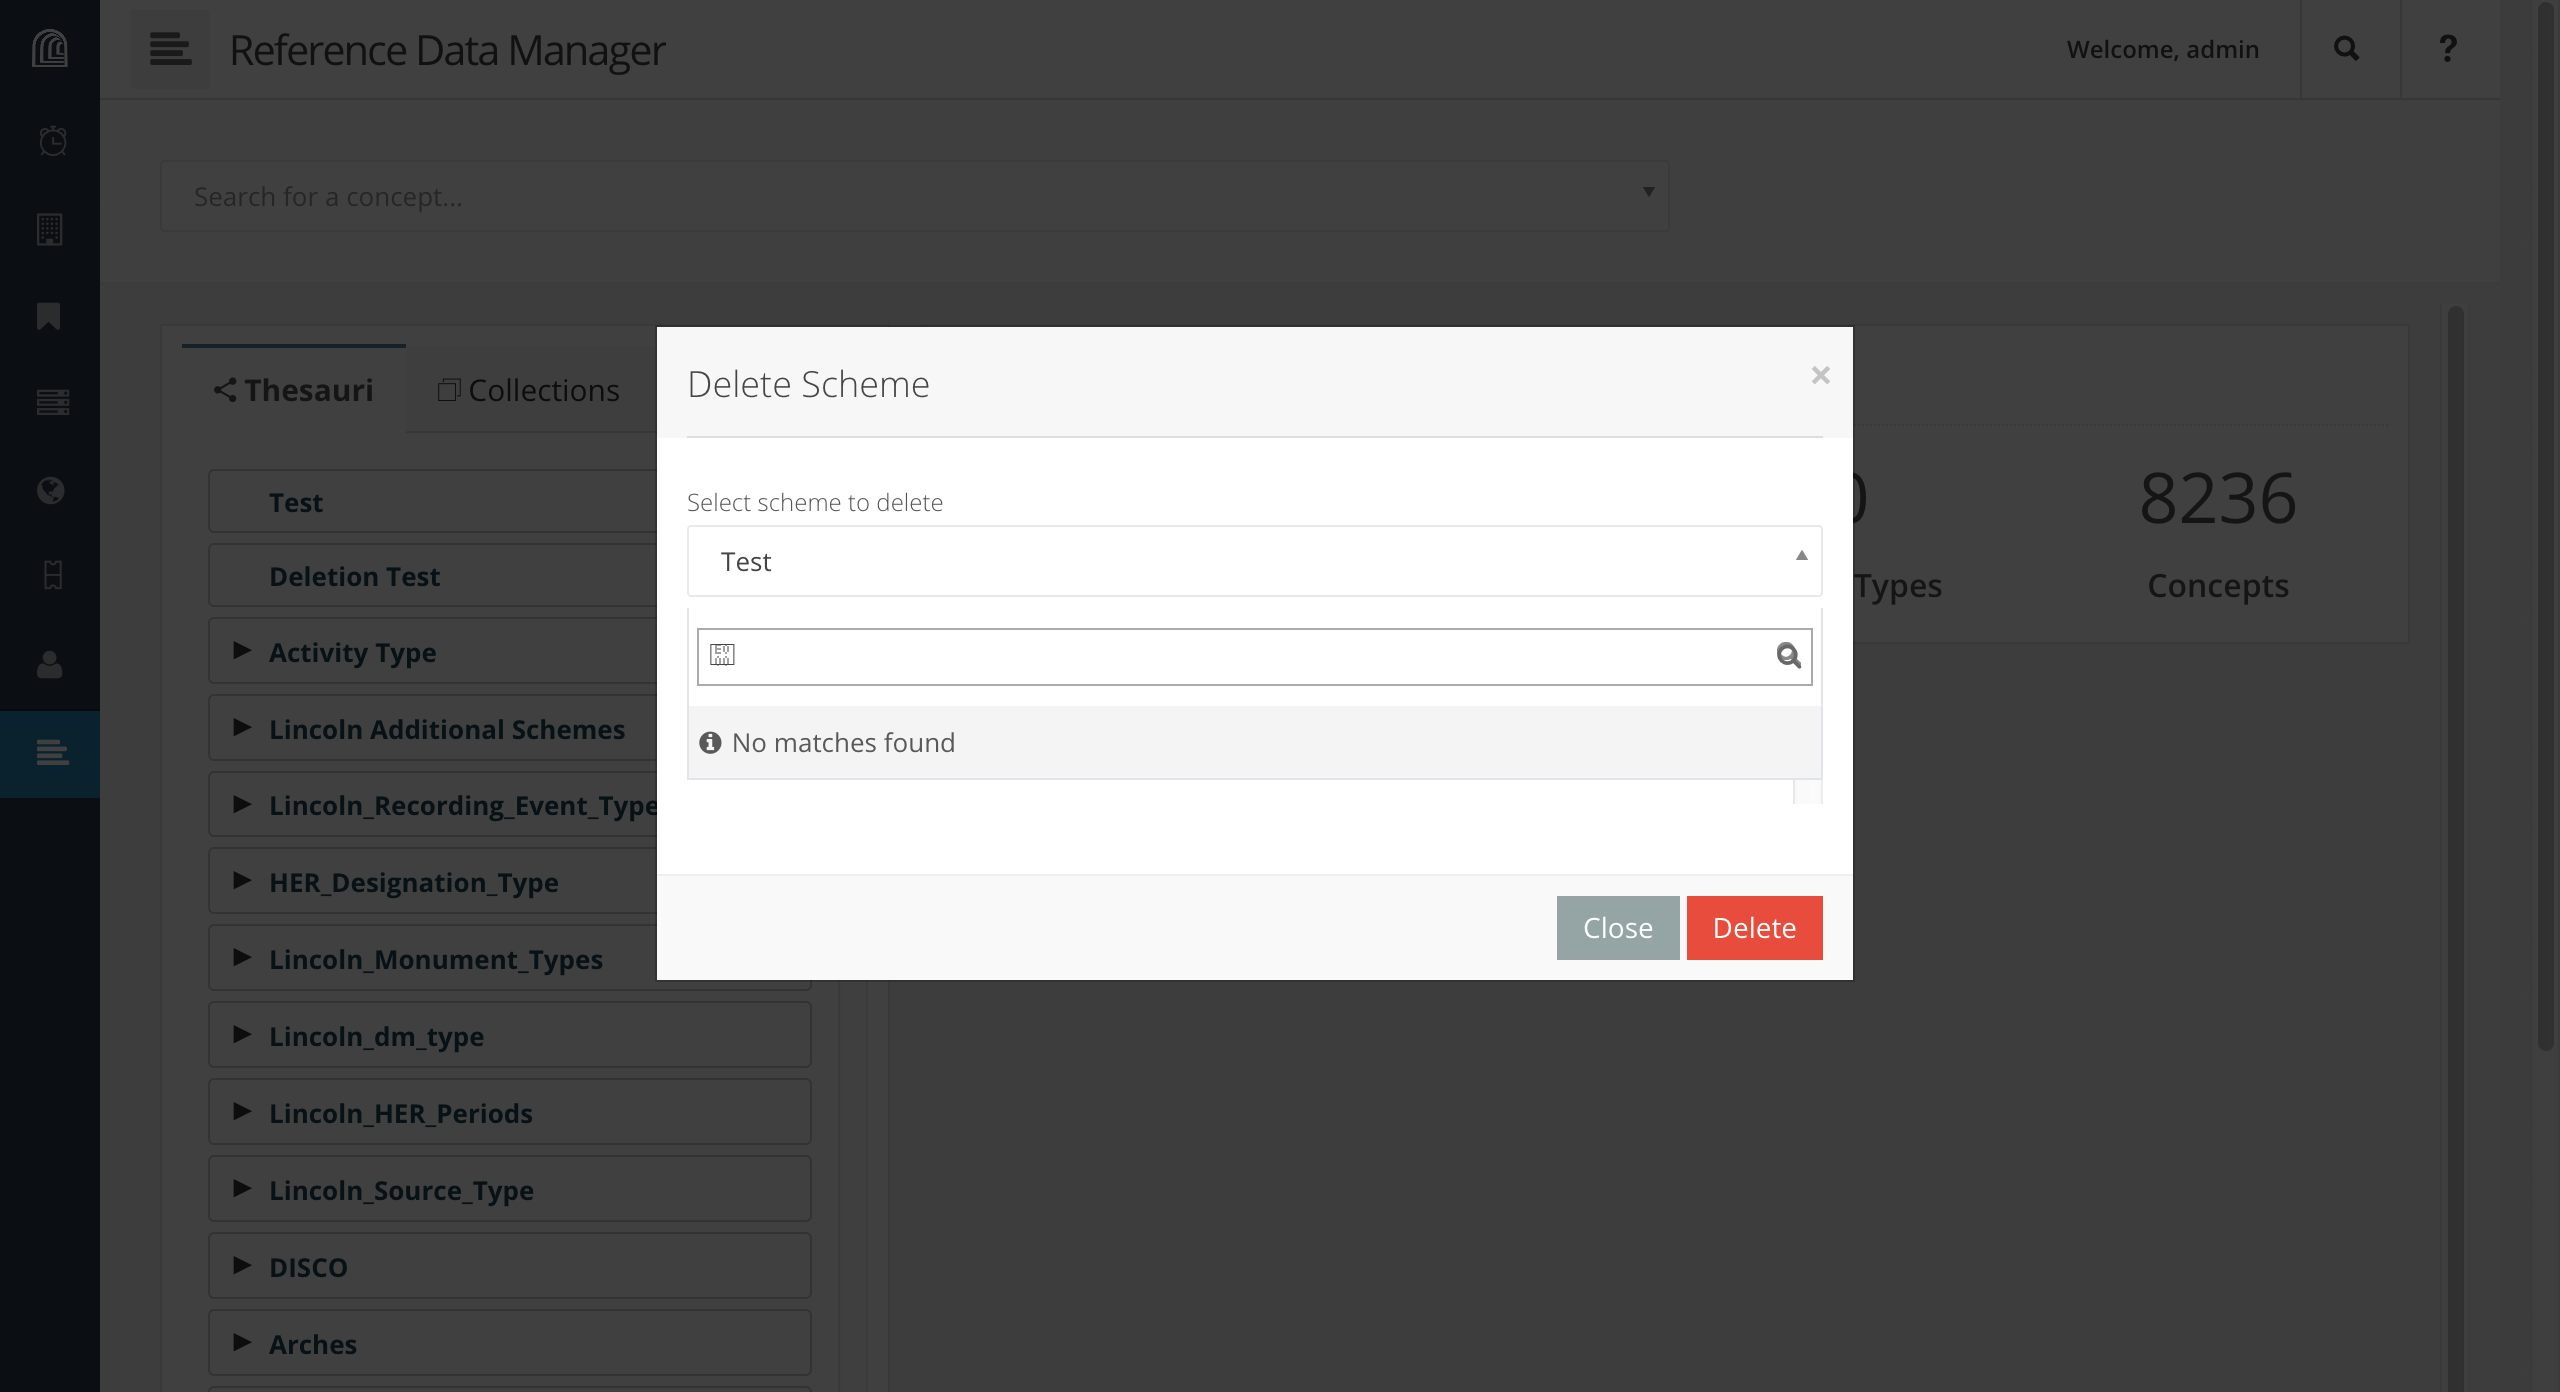 Reference Data Manager
Welcome, admin
?
Search for a concept...
Thesauri
Collections
Test
Deletion Test
Activity Type
Lincoln Additional Schemes
Lincoln_Recording_Event_Type
HER_Designation_Type
Lincoln_Monument_Types
Lincoln_dm_type
Lincoln_HER_Periods
Lincoln_Source_Type
DISCO
Arches
Delete Scheme
×
Select scheme to delete
Test
No matches found
Close
Delete
0
Types
8236
Concepts